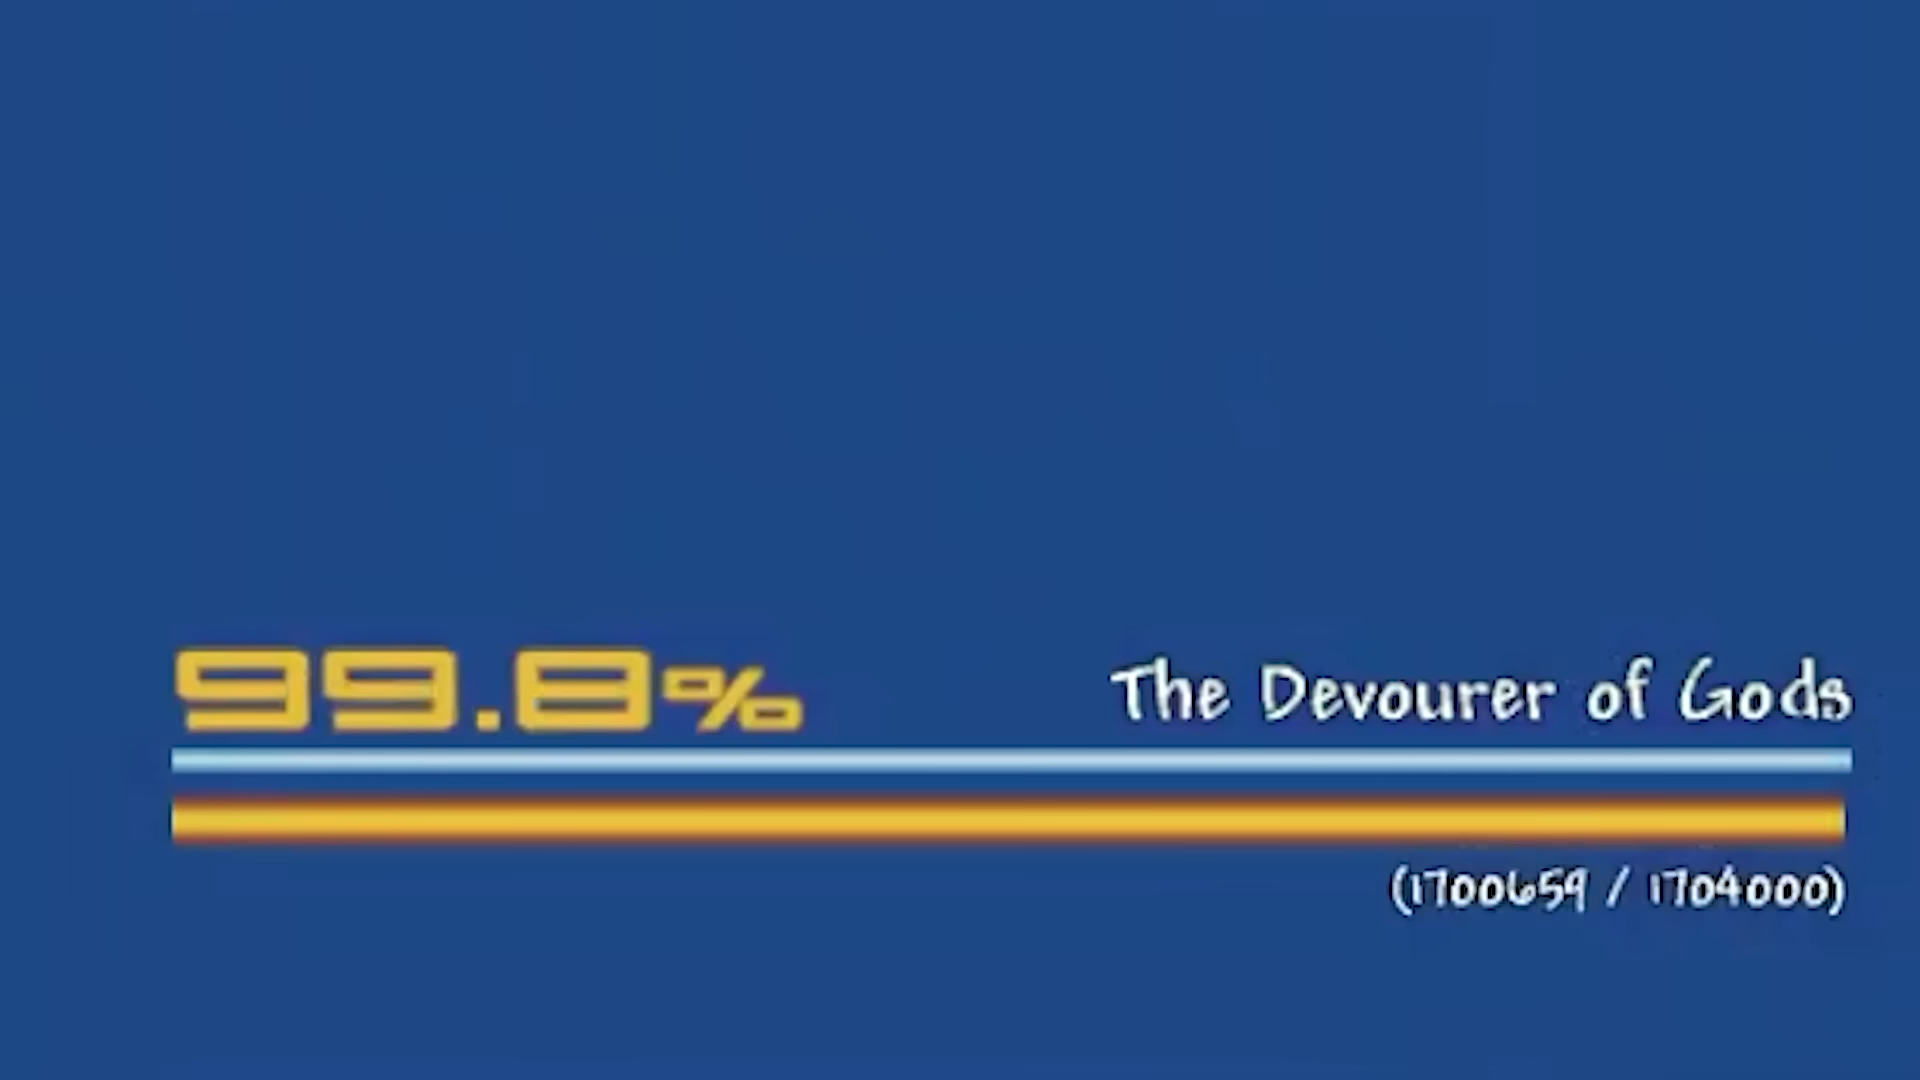 99.8%
The Devourer of Gods
(1700659 / 1704000)